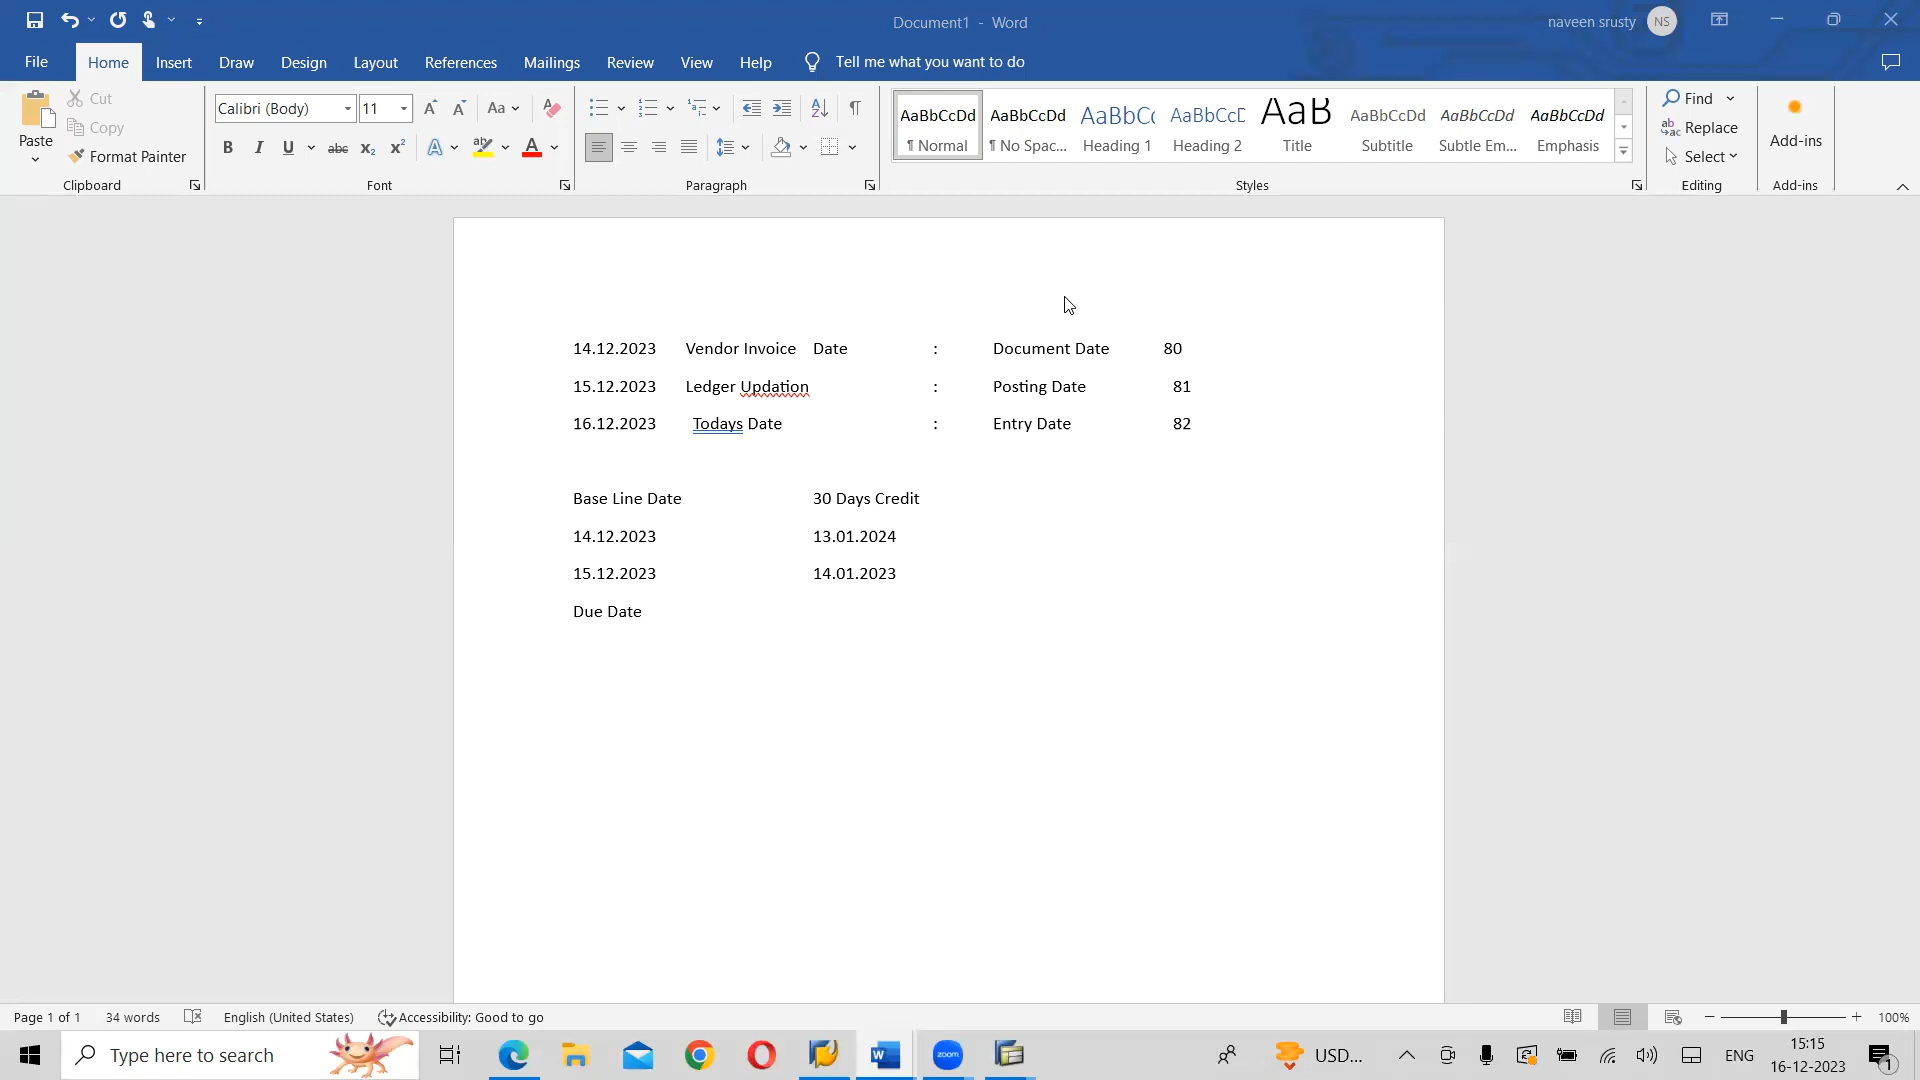 Document1 - Word
naveen srusty NS
File Home Insert Draw Design Layout References Mailings Review View Help Tell me what you want to do
Paste
Cut
Copy
Format Painter
Clipboard
Calibri (Body) 11
Font
Paragraph
AaBbCcDd AaBbCcDd AaBbCc AaBbCcD AaB AaBbCcDd AaBbCcDd AaBbCcDd
¶ Normal ¶ No Spac... Heading 1 Heading 2 Title Subtitle Subtle Em... Emphasis
Styles
Find
Replace
Select
Editing
Add-ins
Add-ins
14.12.2023 Vendor Invoice Date : Document Date 80
15.12.2023 Ledger Updation : Posting Date 81
16.12.2023 Todays Date : Entry Date 82
Base Line Date 30 Days Credit
14.12.2023 13.01.2024
15.12.2023 14.01.2023
Due Date
Page 1 of 1 34 words English (United States) Accessibility: Good to go 100%
Type here to search
zoom
USD...
ENG
15:15
16-12-2023
1